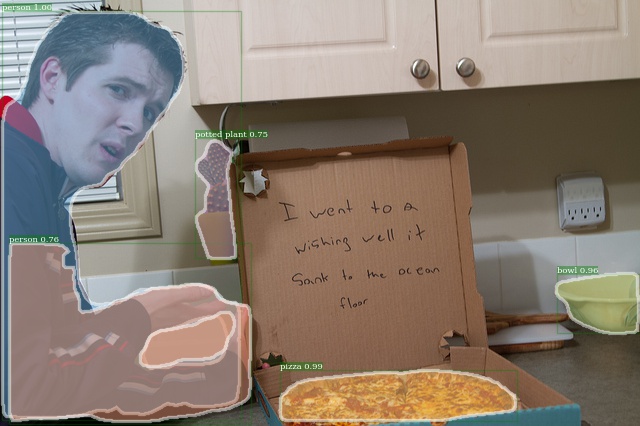 person 1.00
potted plant 0.75
I went to a
wishing well it
Sank to the ocean
floor
person 0.76
bowl 0.96
pizza 0.99